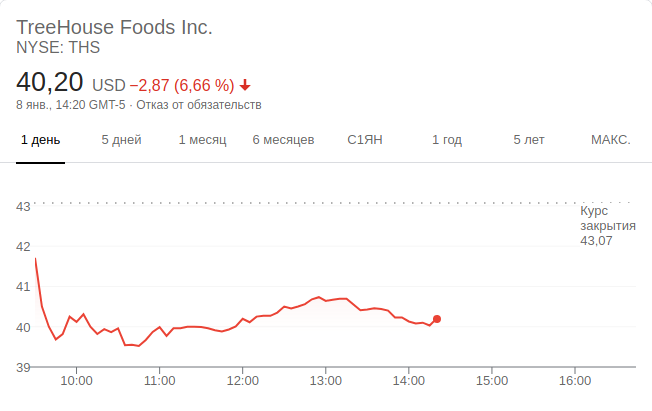 TreeHouse Foods Inc.
NYSE: THS
40,20 USD −2,87 (6,66 %)
8 янв., 14:20 GMT-5 · Отказ от обязательств
1 день 5 дней 1 месяц 6 месяцев С1ЯН 1 год 5 лет МАКС.
43
Курс
закрытия
43,07
42
41
40
39
10:00 11:00 12:00 13:00 14:00 15:00 16:00